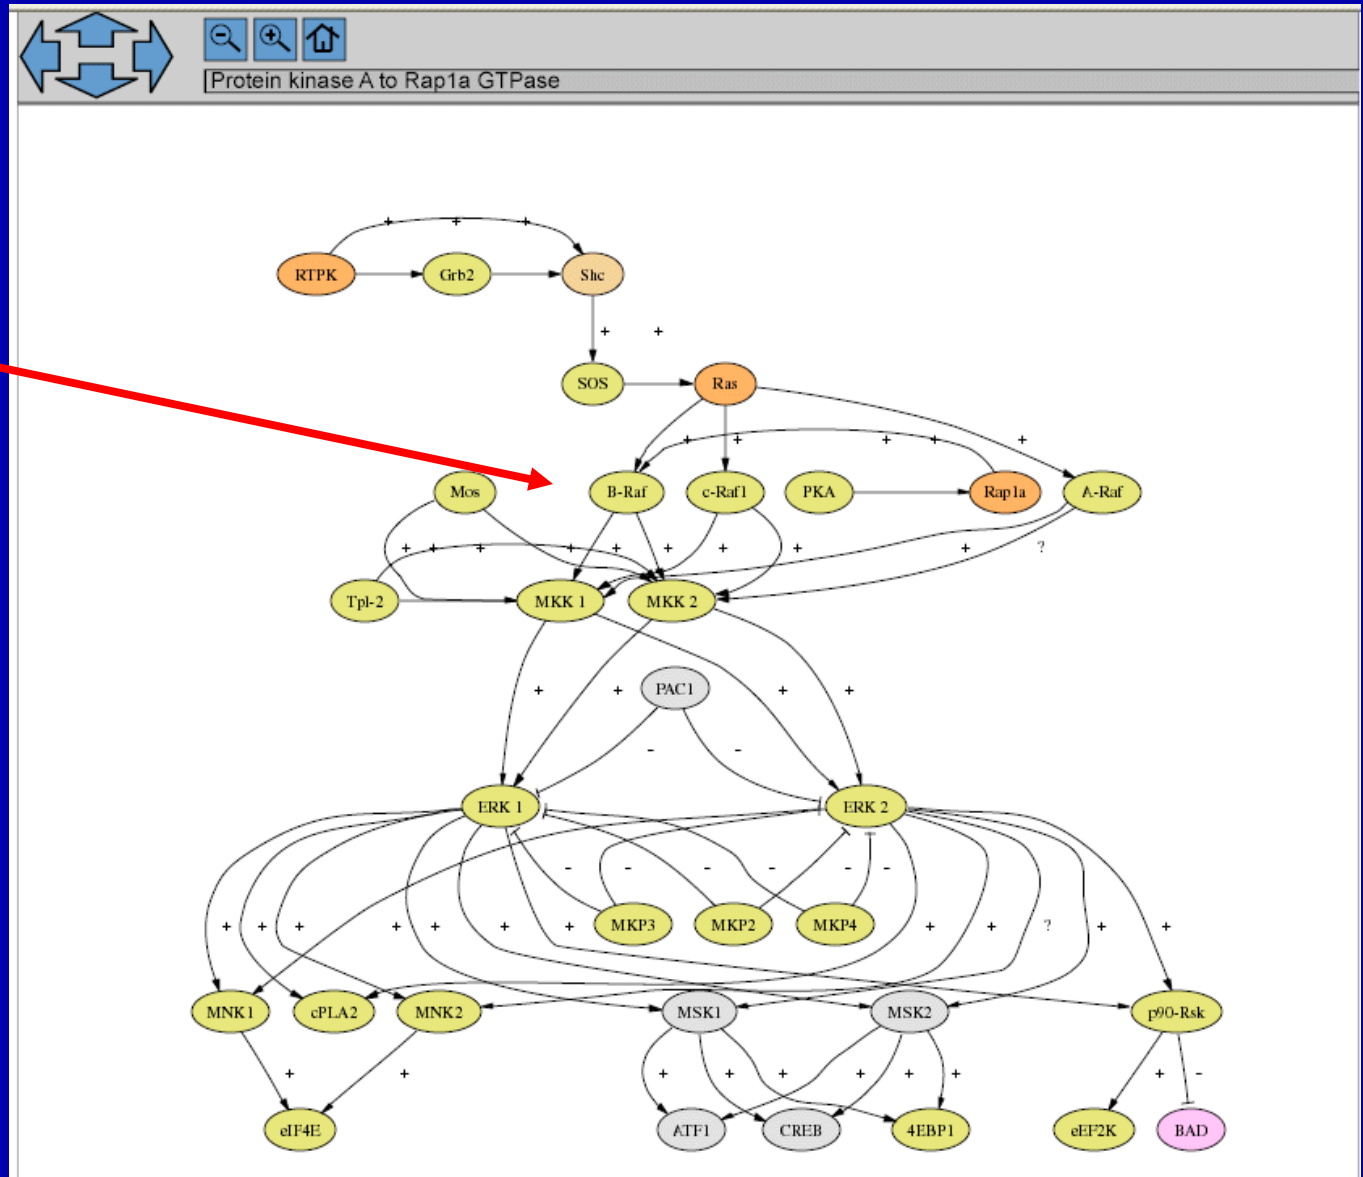 Protein kinase A to Rap1a GTPase
+ + +
RTPK Grb2 Shc
+ +
SOS Ras
+ + + + +
Mos B-Raf c-Raf1 PKA Rap1a A-Raf
+ + + + + + + + + ?
Tpl-2 MKK 1 MKK 2
PAC1
+ + + +
- -
ERK 1 ERK 2
- - - - - -
MKP3 MKP2 MKP4
+ + + + + + + + + ? + +
MNK1 cPLA2 MNK2 MSK1 MSK2 p90-Rsk
+ + + + + + + + + -
eIF4E ATF1 CREB 4EBP1 eEF2K BAD